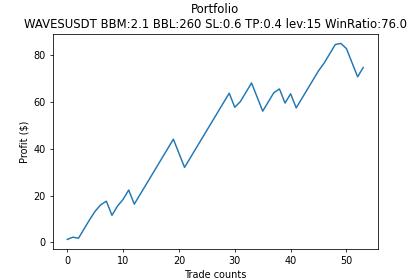 Portfolio
WAVESUSDT BBM:2.1 BBL:260 SL:0.6 TP:0.4 lev:15 WinRatio:76.0
80
60
40
20
0
Profit ($)
0 10 20 30 40 50
Trade counts